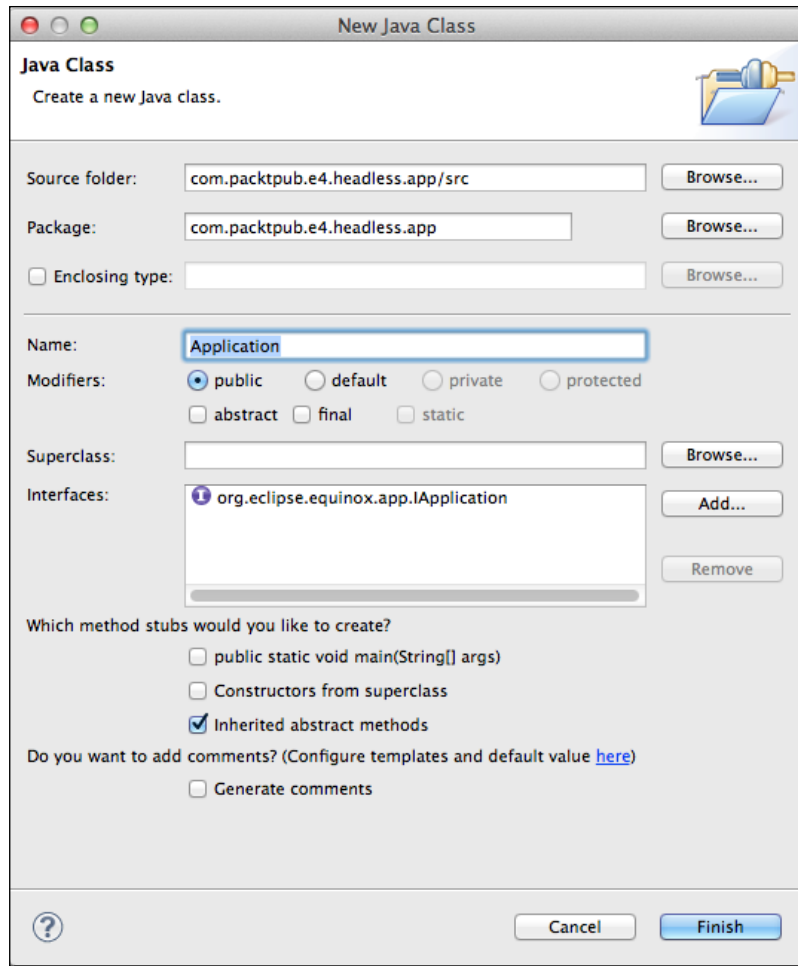 New Java Class
Java Class
Create a new Java class.
Source folder: com.packtpub.e4.headless.app/src Browse...
Package: com.packtpub.e4.headless.app Browse...
Enclosing type: Browse...
Name: Application
Modifiers: public default private protected
abstract final static
Superclass: Browse...
Interfaces: I org.eclipse.equinox.app.IApplication Add...
Remove
Which method stubs would you like to create?
public static void main(String[] args)
Constructors from superclass
Inherited abstract methods
Do you want to add comments? (Configure templates and default value here)
Generate comments
? Cancel Finish